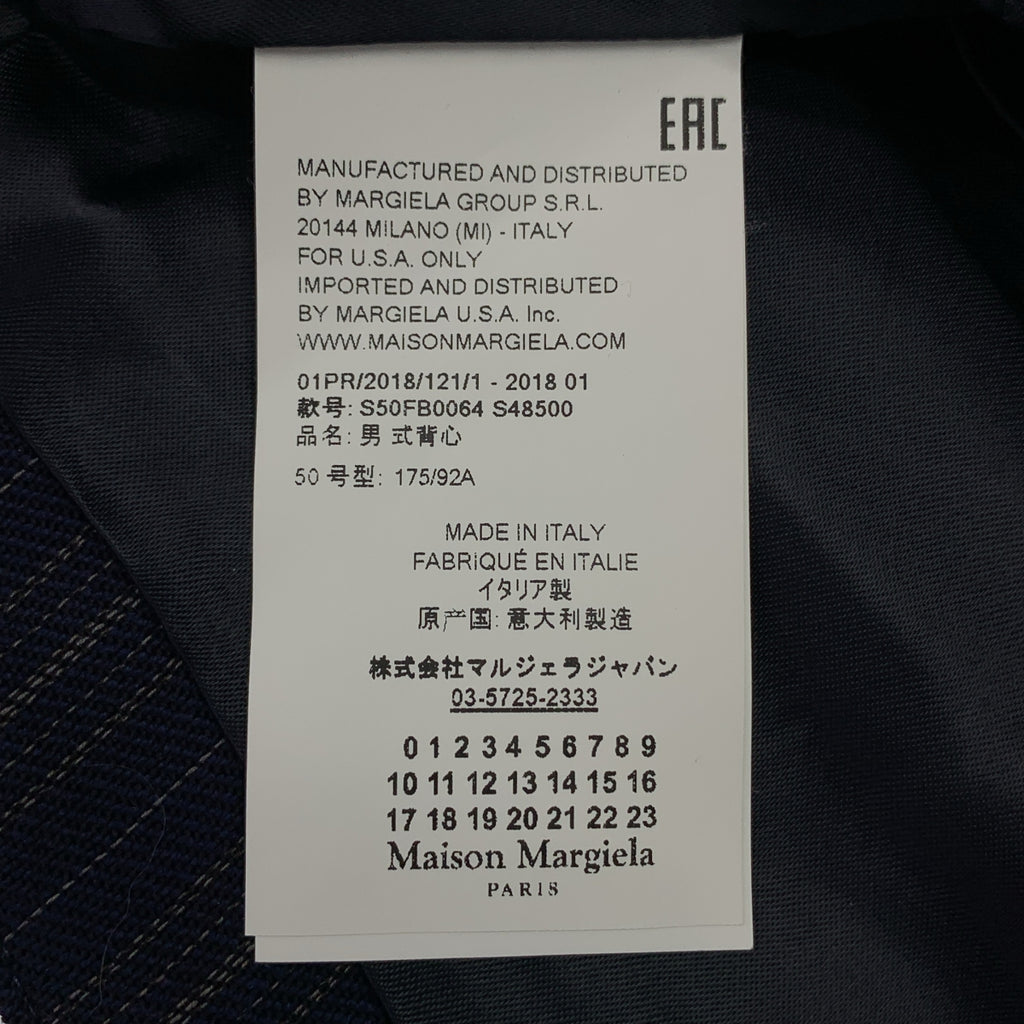 EAC
MANUFACTURED AND DISTRIBUTED
BY MARGIELA GROUP S.R.L.
20144 MILANO (MI) - ITALY
FOR U.S.A. ONLY
IMPORTED AND DISTRIBUTED
BY MARGIELA U.S.A. Inc.
WWW.MAISONMARGIELA.COM
01PR/2018/121/1 - 2018 01
款号: S50FB0064 S48500
品名: 男 式背心
50 号型: 175/92A
MADE IN ITALY
FABRIQUÉ EN ITALIE
イタリア製
原产国: 意大利製造
株式会社マルジェラジャパン
03-5725-2333
0 1 2 3 4 5 6 7 8 9
10 11 12 13 14 15 16
17 18 19 20 21 22 23
Maison Margiela
PARIS